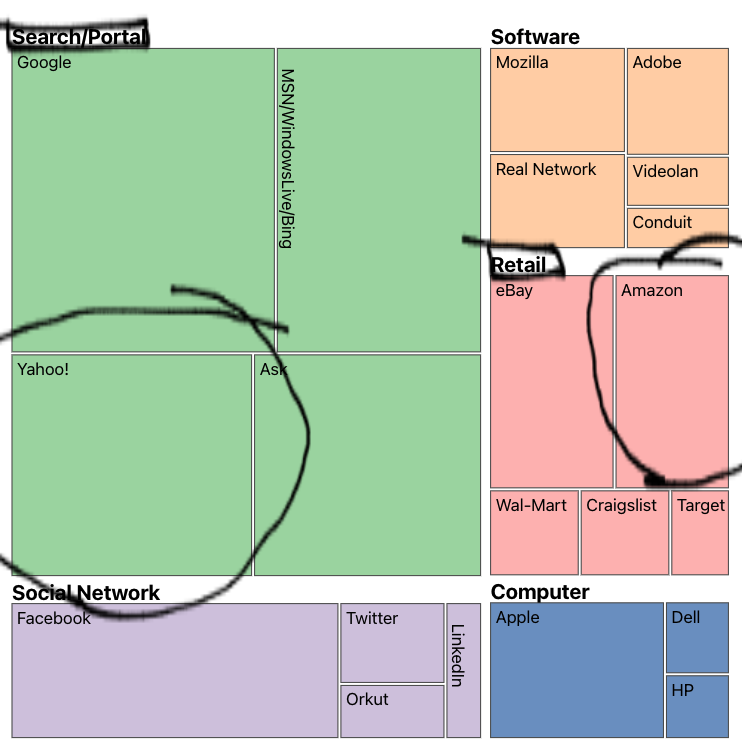 Search/Portal
Google
MSN/WindowsLive/Bing
Yahoo!
Ask
Social Network
Facebook
Twitter
Orkut
LinkedIn
Software
Mozilla
Adobe
Real Network
Videolan
Conduit
Retail
eBay
Amazon
Wal-Mart
Craigslist
Target
Computer
Apple
Dell
HP